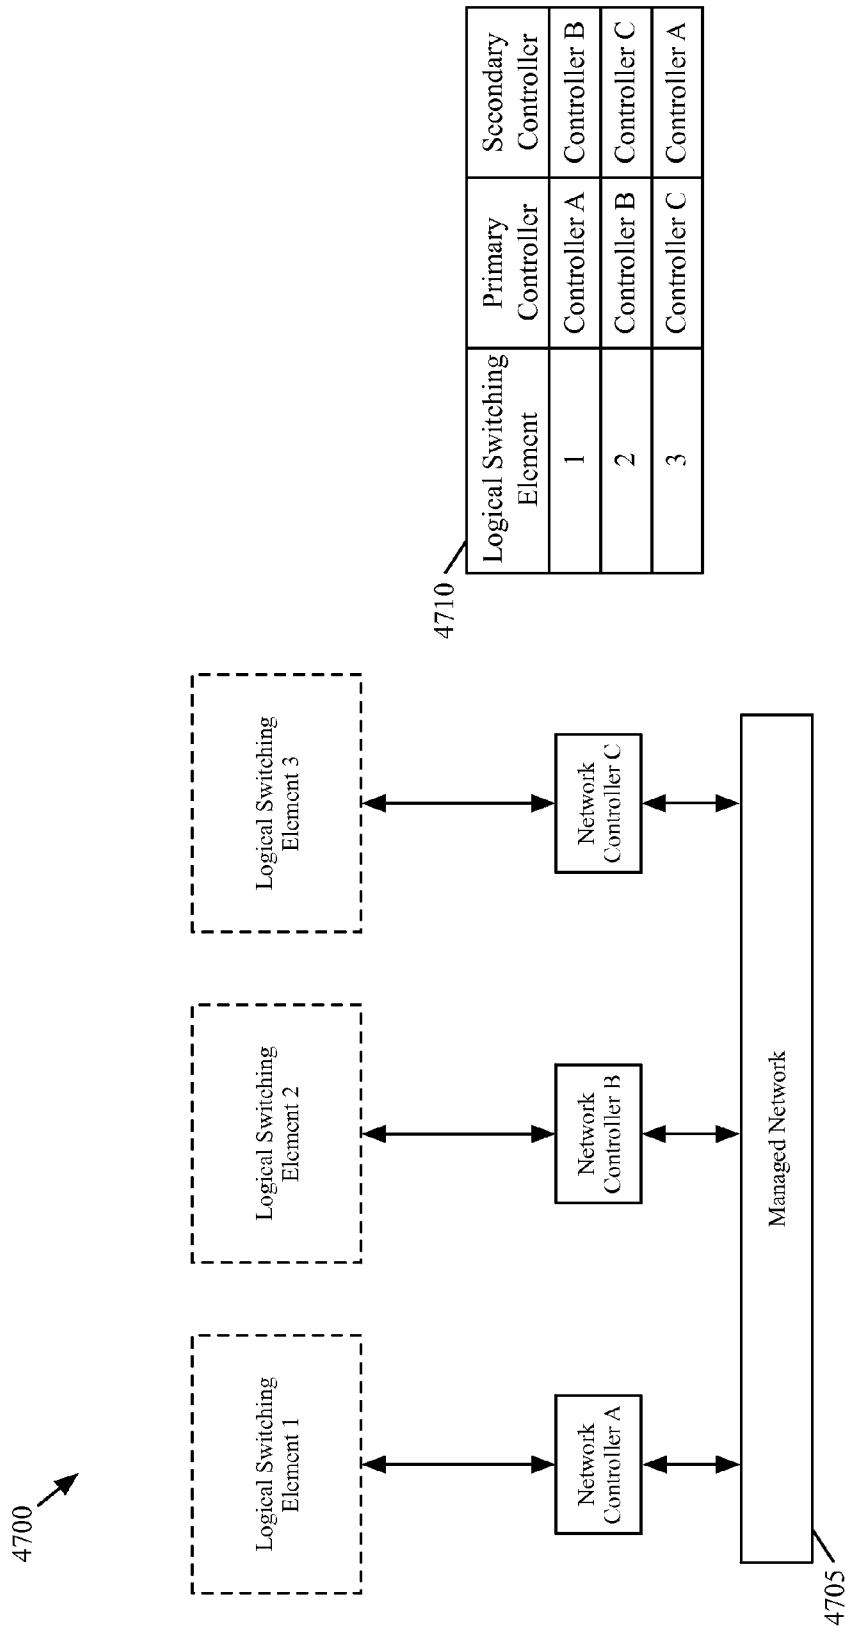 4700
Logical Switching
Element 1
Logical Switching
Element 2
Logical Switching
Element 3
Network
Controller A
Network
Controller B
Network
Controller C
Managed Network
4705
4710
Logical Switching
Element
Primary
Controller
Secondary
Controller
1
Controller A
Controller B
2
Controller B
Controller C
3
Controller C
Controller A